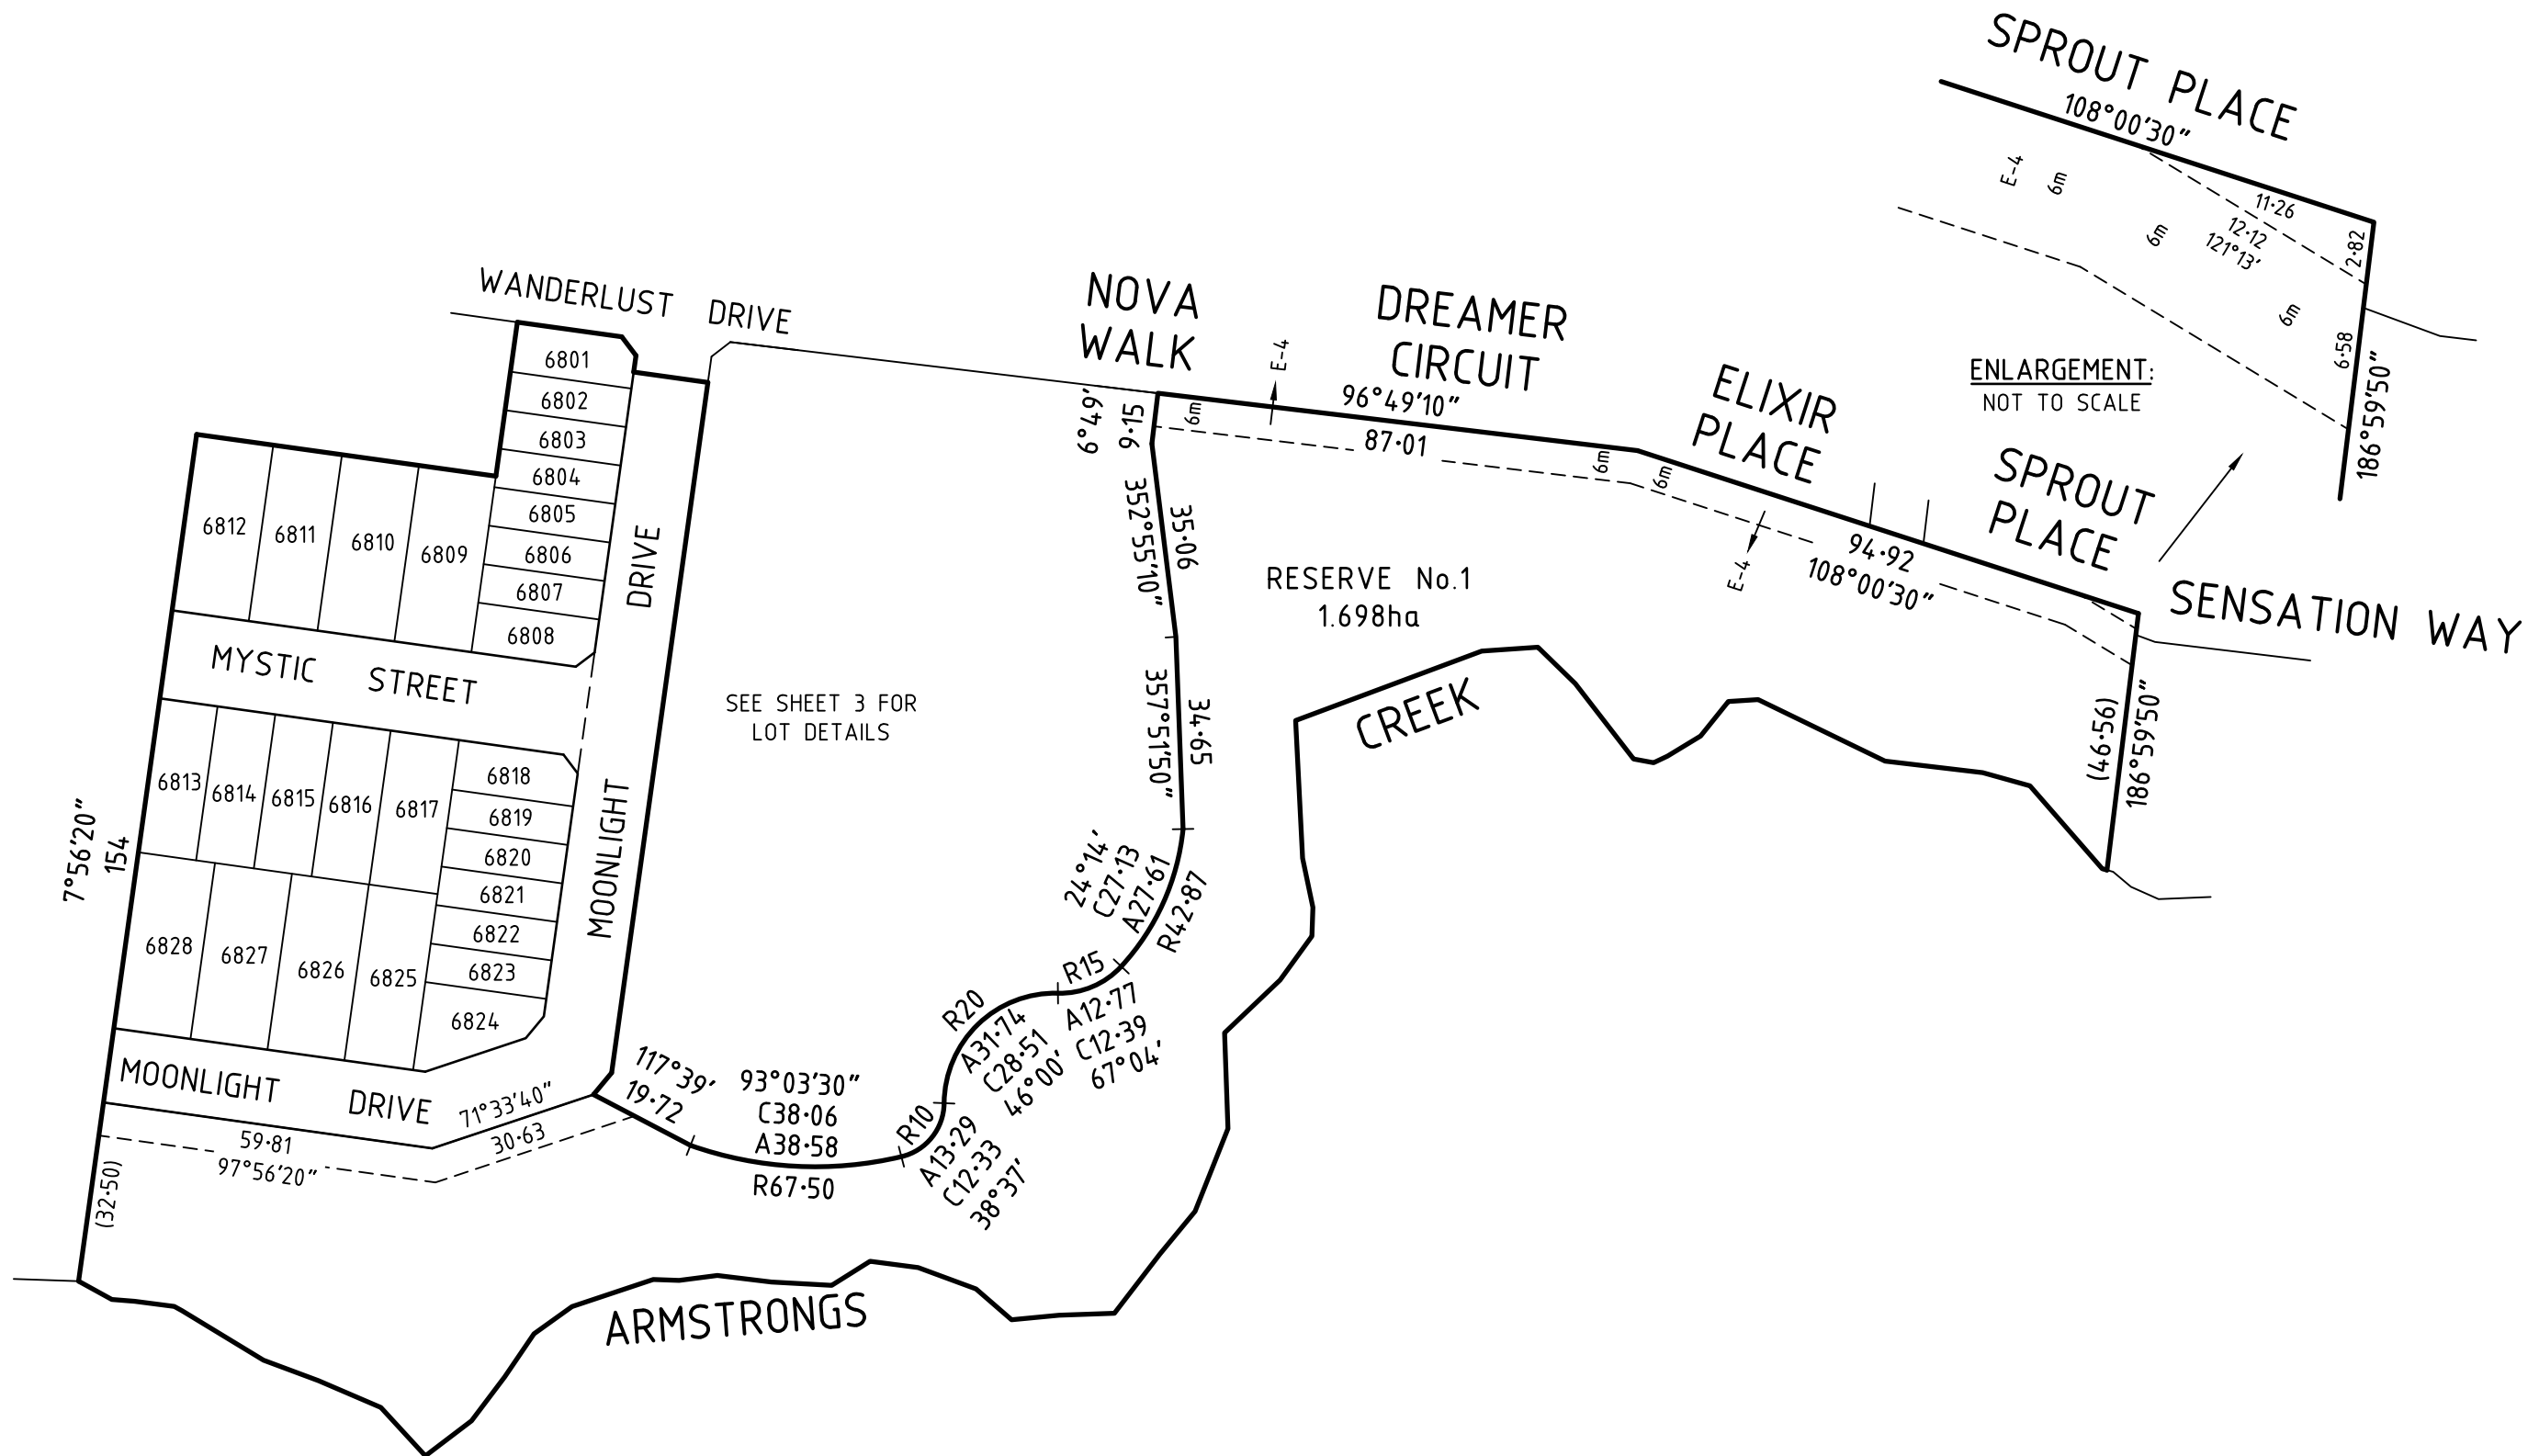 SPROUT PLACE
108°00'30"
E-4
6m
6m
6m
11·26
12·12
121°13'
2·82
6·58
186°59'50"
ENLARGEMENT:
NOT TO SCALE
WANDERLUST DRIVE
NOVA
WALK
DREAMER
CIRCUIT
ELIXIR
PLACE
SPROUT
PLACE
SENSATION WAY
E-4
96°49'10"
87·01
6°49'
9·15
6m
6m
6m
E-4
94·92
108°00'30"
(46·56)
186°59'50"
352°55'10"
35·06
357°51'50"
34·65
RESERVE No.1
1.698ha
CREEK
6801
6802
6803
6804
6805
6806
6807
6808
6812
6811
6810
6809
DRIVE
MOONLIGHT
MYSTIC STREET
SEE SHEET 3 FOR
LOT DETAILS
6813
6814
6815
6816
6817
6818
6819
6820
6821
6822
6823
6824
6828
6827
6826
6825
7°56'20"
154
MOONLIGHT DRIVE
71°33'40"
30·63
59·81
97°56'20"
(32·50)
117°39'
19·72
93°03'30"
C38·06
A38·58
R67·50
R10
A13·29
C12·33
38°37'
R20
A31·74
C28·51
46°00'
R15
A12·77
C12·39
67°04'
24°14'
C27·13
A27·61
R42·87
ARMSTRONGS